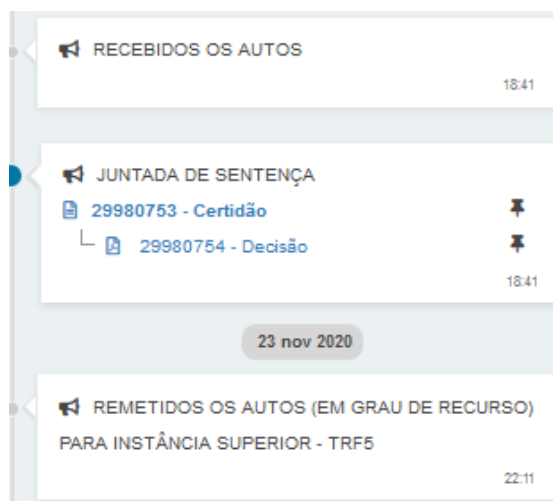 RECEBIDOS OS AUTOS
18:41
JUNTADA DE SENTENÇA
29980753 - Certidão
29980754 - Decisão
18:41
23 nov 2020
REMETIDOS OS AUTOS (EM GRAU DE RECURSO)
PARA INSTÂNCIA SUPERIOR - TRF5
22:11